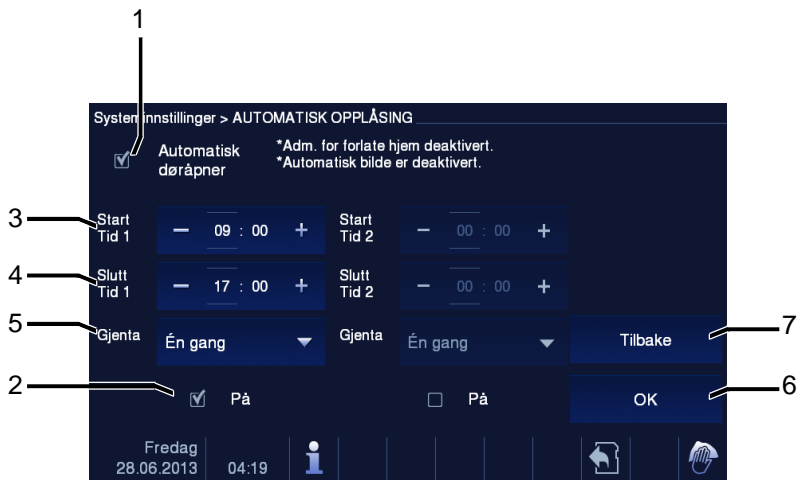 1
Systeminnstillinger > AUTOMATISK OPPLÅSING
Automatisk
døråpner
*Adm. for forlate hjem deaktivert.
*Automatisk bilde er deaktivert.
3
Start
Tid 1
− 09 : 00 +
Start
Tid 2
− 00 : 00 +
4
Slutt
Tid 1
− 17 : 00 +
Slutt
Tid 2
− 00 : 00 +
5
Gjenta
Én gang
Gjenta
Én gang
Tilbake
7
2
På
På
OK
6
Fredag
28.06.2013
04:19